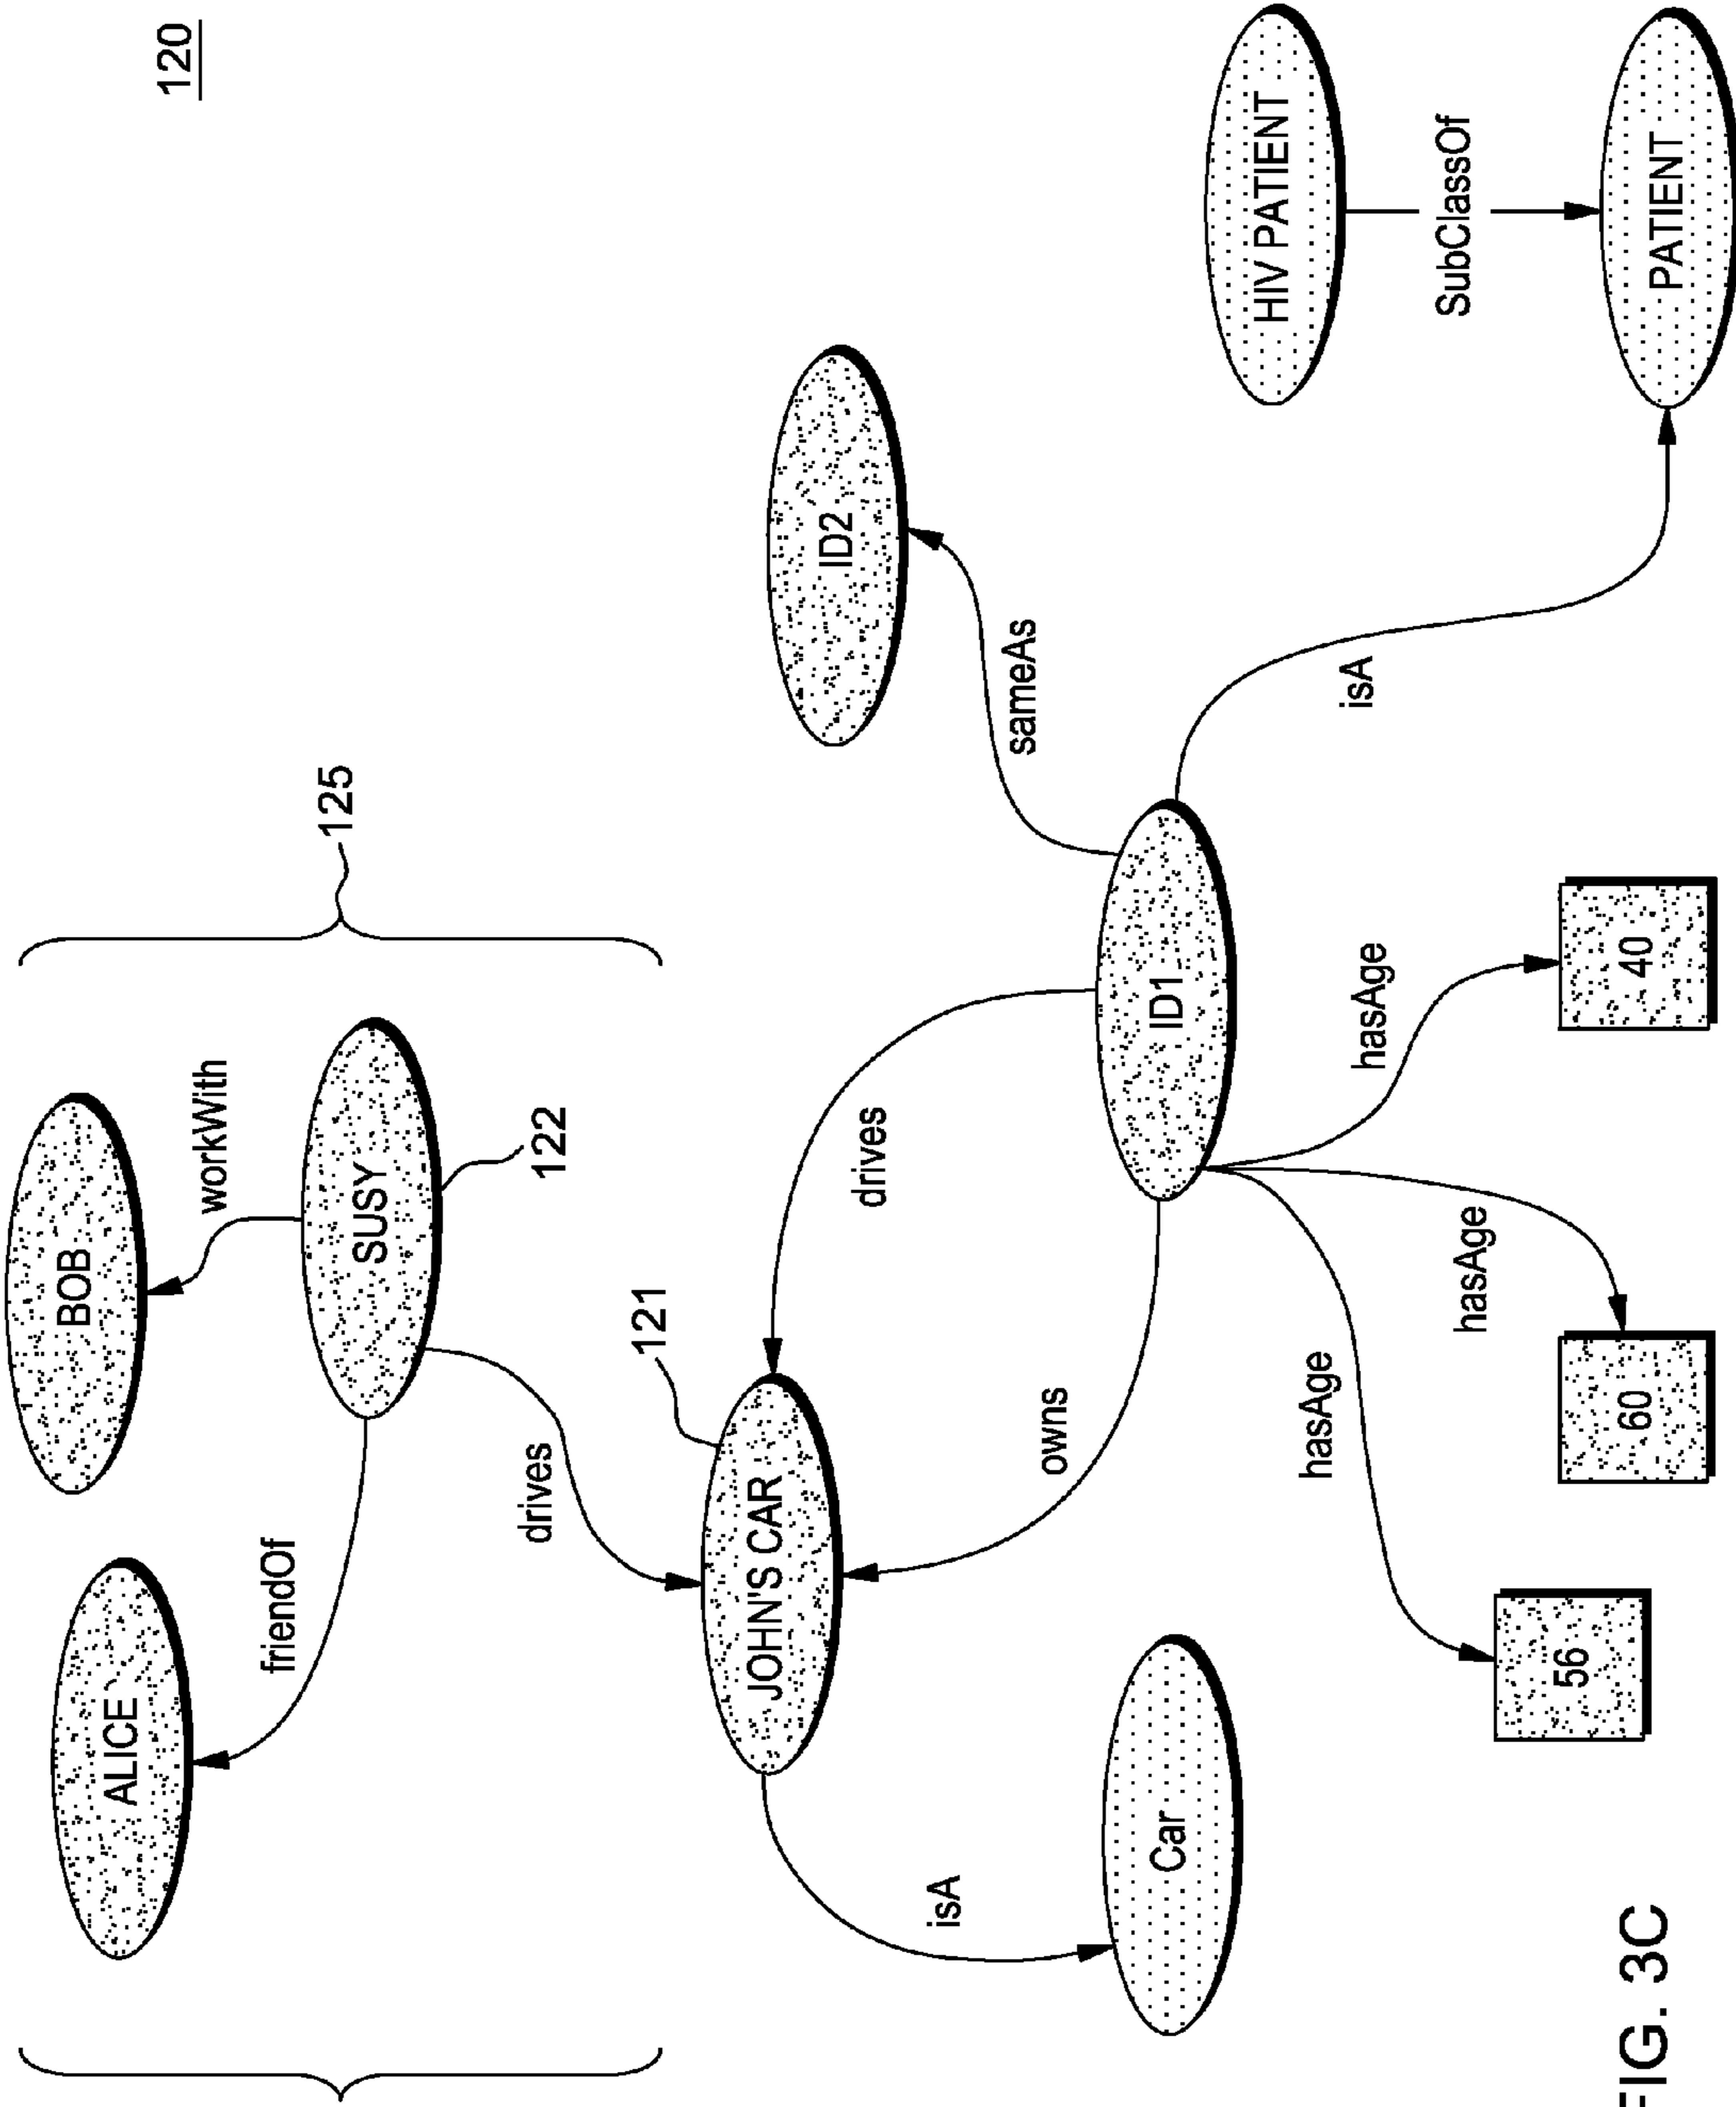 120
BOB
ALICE
workWith
friendOf
125
SUSY
drives
122
121
JOHN'S CAR
ID2
drives
isA
sameAs
owns
Car
ID1
HIV PATIENT
hasAge
isA
hasAge
SubClassOf
hasAge
56
60
40
PATIENT
FIG. 3C